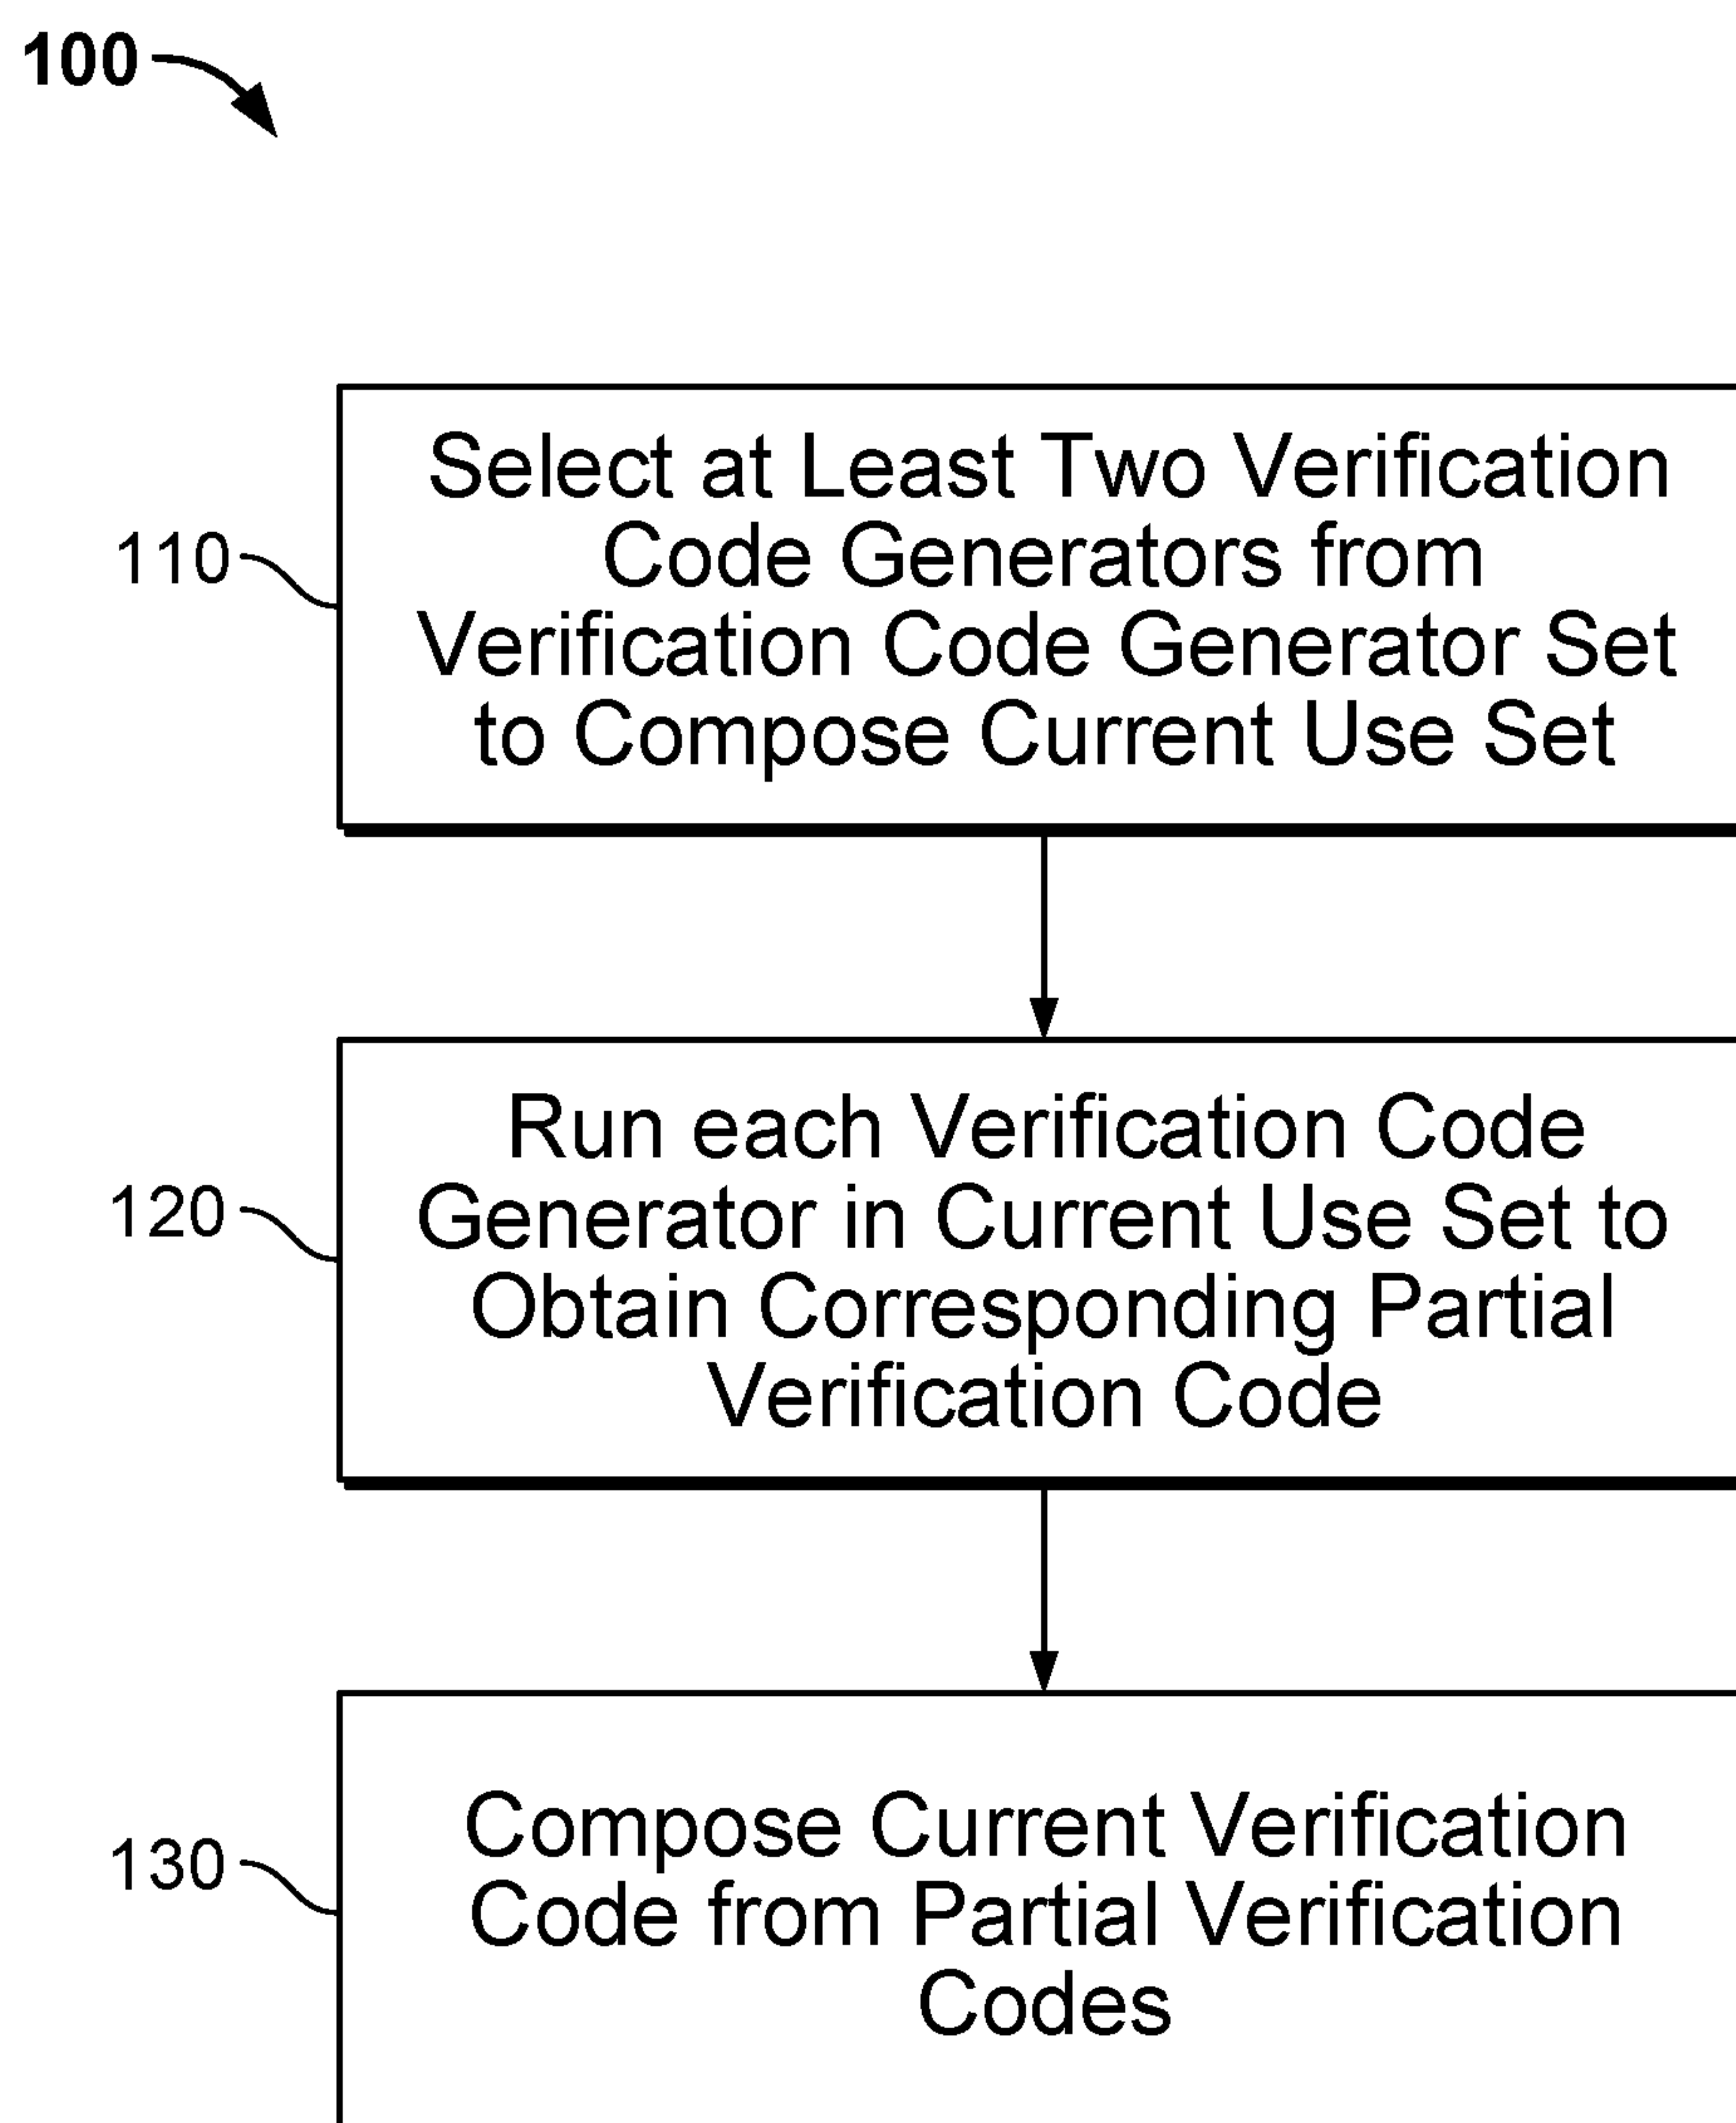 100
110
Select at Least Two Verification
Code Generators from
Verification Code Generator Set
to Compose Current Use Set
120
Run each Verification Code
Generator in Current Use Set to
Obtain Corresponding Partial
Verification Code
130
Compose Current Verification
Code from Partial Verification
Codes